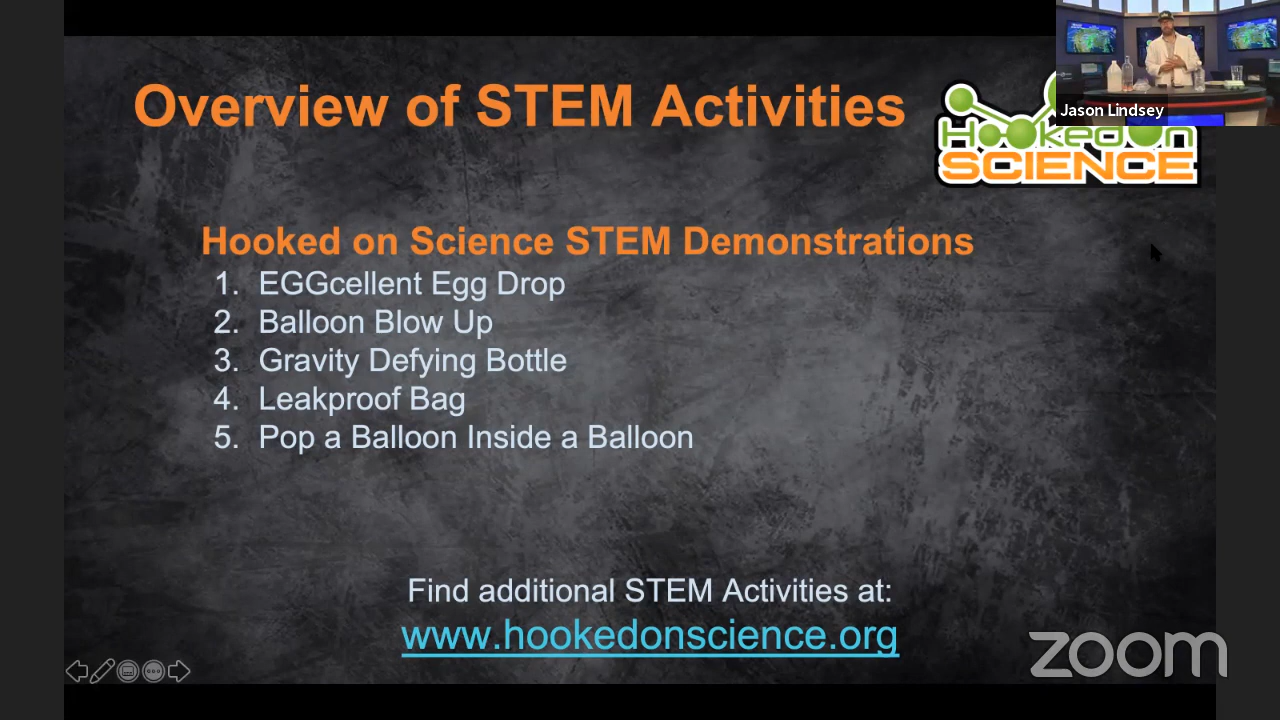 Overview of STEM Activities
Jason Lindsey
Hooked On
SCIENCE
Hooked on Science STEM Demonstrations
1. EGGcellent Egg Drop
2. Balloon Blow Up
3. Gravity Defying Bottle
4. Leakproof Bag
5. Pop a Balloon Inside a Balloon
Find additional STEM Activities at:
www.hookedonscience.org
zoom